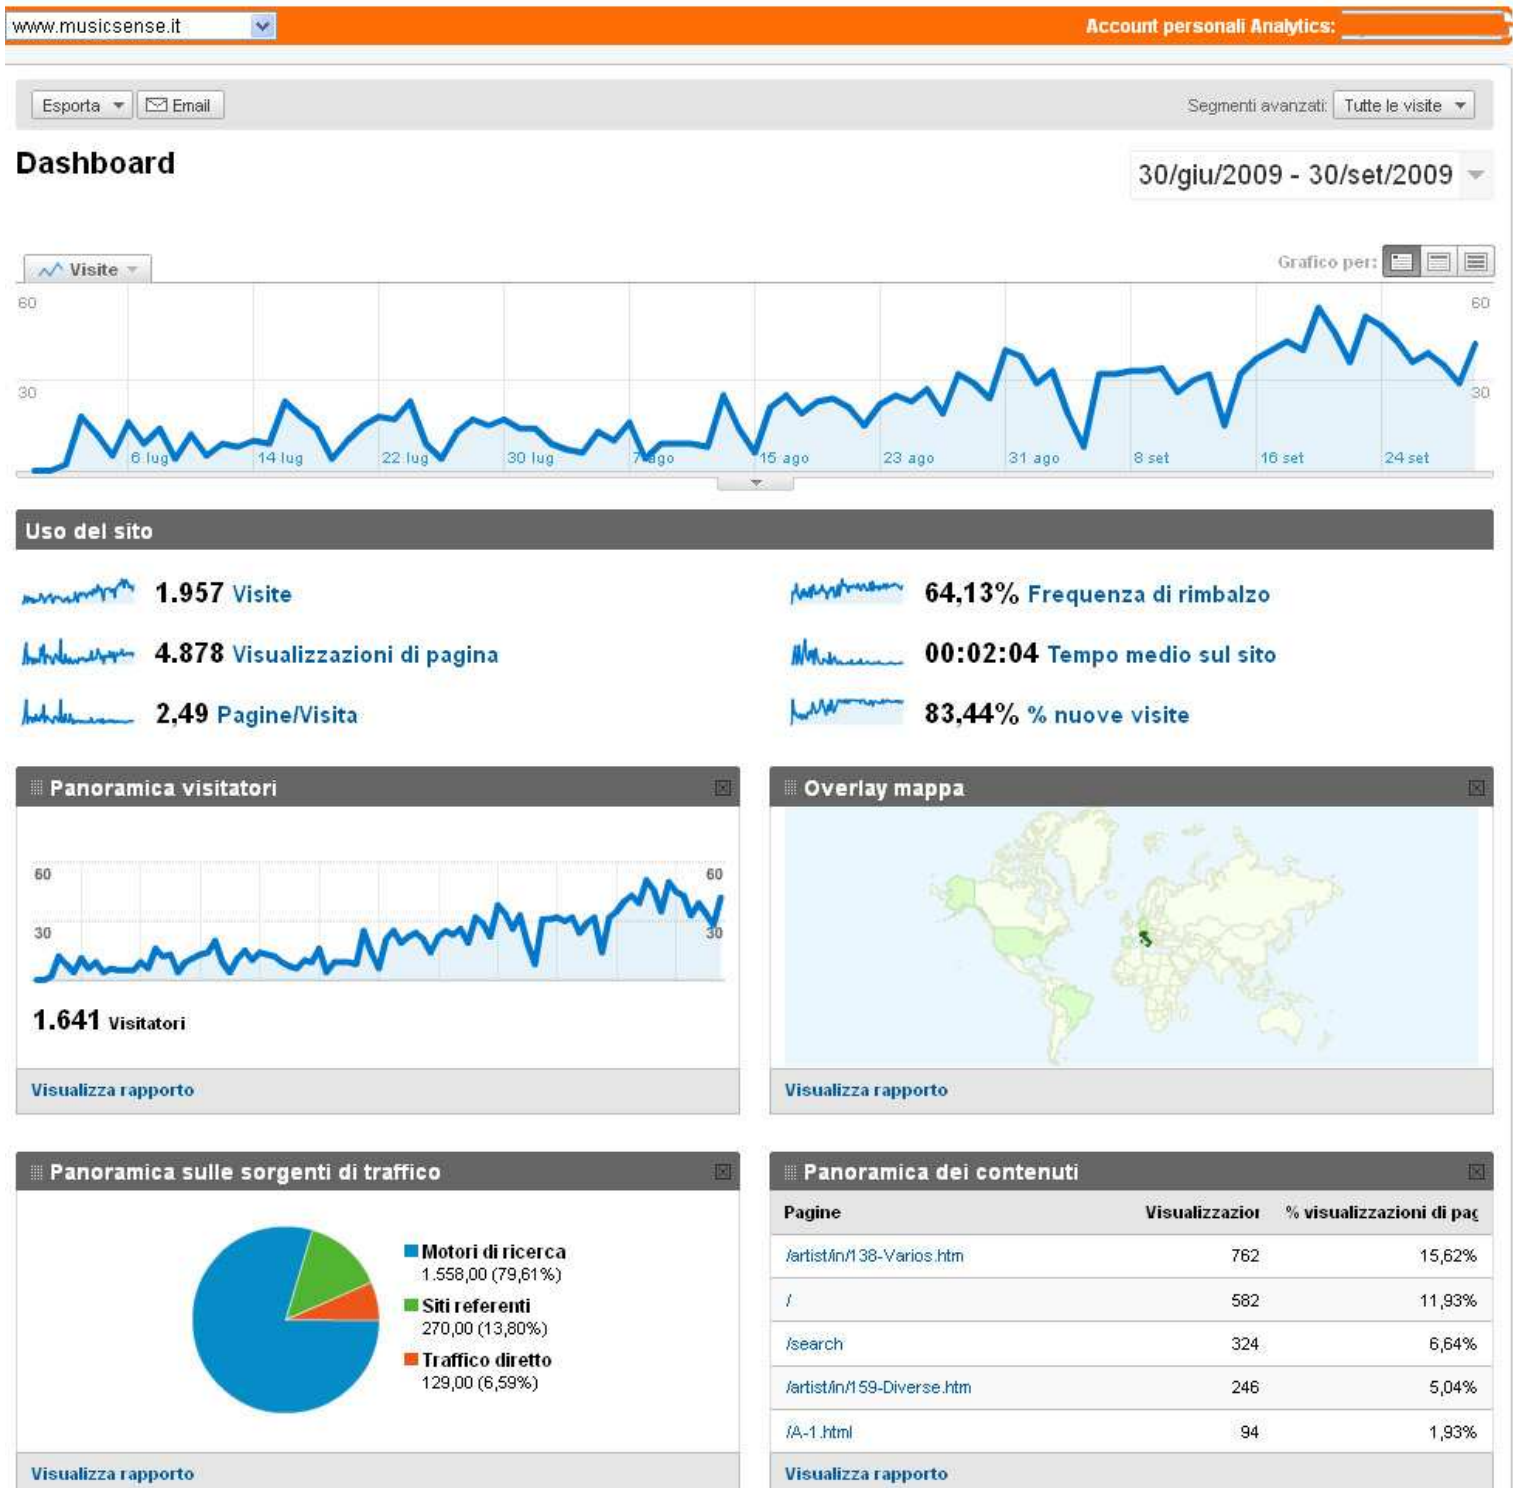 www.musicsense.it
Account personali Analytics:
Esporta Email
Segmenti avanzati: Tutte le visite
Dashboard
30/giu/2009 - 30/set/2009
Visite
Grafico per:
60 60
30 30
6 lug 14 lug 22 lug 30 lug 7 ago 15 ago 23 ago 31 ago 8 set 16 set 24 set
Uso del sito
1.957 Visite
64,13% Frequenza di rimbalzo
4.878 Visualizzazioni di pagina
00:02:04 Tempo medio sul sito
2,49 Pagine/Visita
83,44% % nuove visite
Panoramica visitatori
60 60
30 30
1.641 Visitatori
Visualizza rapporto
Overlay mappa
Visualizza rapporto
Panoramica sulle sorgenti di traffico
Motori di ricerca
1.558,00 (79,61%)
Siti referenti
270,00 (13,80%)
Traffico diretto
129,00 (6,59%)
Visualizza rapporto
Panoramica dei contenuti
Pagine Visualizzazior % visualizzazioni di pag
/artist/in/138-Varios.htm 762 15,62%
/ 582 11,93%
/search 324 6,64%
/artist/in/159-Diverse.htm 246 5,04%
/A-1.html 94 1,93%
Visualizza rapporto